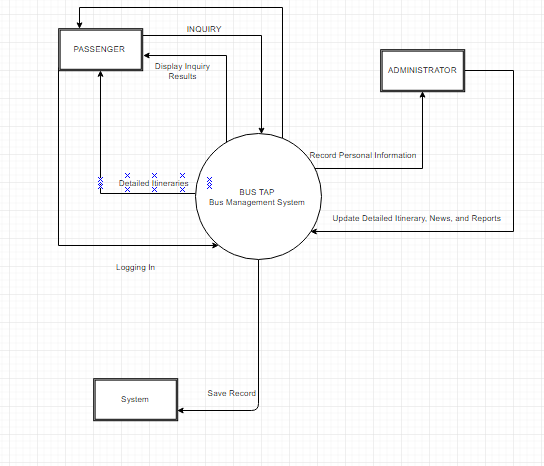 INQUIRY
PASSENGER
Display Inquiry
Results
ADMINISTRATOR
Record Personal Information
Detailed Itineraries
BUS TAP
Bus Management System
Update Detailed Itinerary, News, and Reports
Logging In
System
Save Record